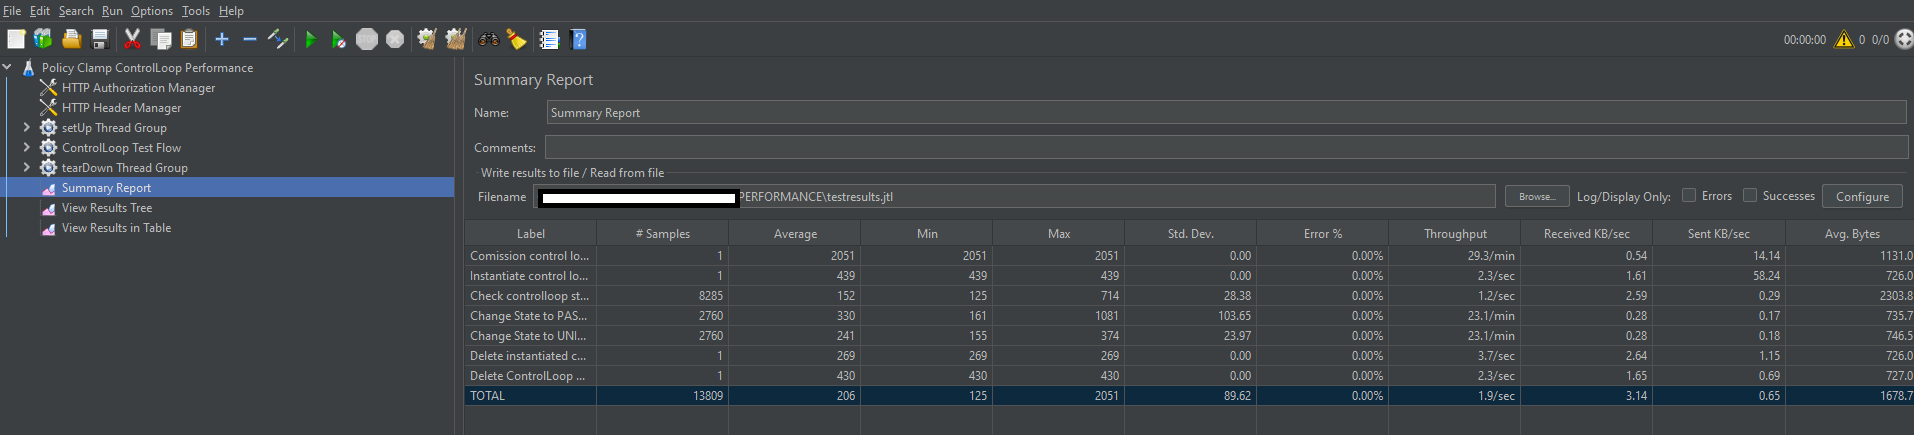 File Edit Search Run Options Tools Help
00:00:00 0 0/0
Policy Clamp ControlLoop Performance
HTTP Authorization Manager
HTTP Header Manager
setUp Thread Group
ControlLoop Test Flow
tearDown Thread Group
Summary Report
View Results Tree
View Results in Table
Summary Report
Name: Summary Report
Comments:
Write results to file / Read from file
Filename PERFORMANCE\testresults.jtl Browse... Log/Display Only: Errors Successes Configure
Label # Samples Average Min Max Std. Dev. Error % Throughput Received KB/sec Sent KB/sec Avg. Bytes
Comission control lo... 1 2051 2051 2051 0.00 0.00% 29.3/min 0.54 14.14 1131.0
Instantiate control lo... 1 439 439 439 0.00 0.00% 2.3/sec 1.61 58.24 726.0
Check controlloop st... 8285 152 125 714 28.38 0.00% 1.2/sec 2.59 0.29 2303.8
Change State to PAS... 2760 330 161 1081 103.65 0.00% 23.1/min 0.28 0.17 735.7
Change State to UNI... 2760 241 155 374 23.97 0.00% 23.1/min 0.28 0.18 746.5
Delete instantiated c... 1 269 269 269 0.00 0.00% 3.7/sec 2.64 1.15 726.0
Delete ControlLoop ... 1 430 430 430 0.00 0.00% 2.3/sec 1.65 0.69 727.0
TOTAL 13809 206 125 2051 89.62 0.00% 1.9/sec 3.14 0.65 1678.7